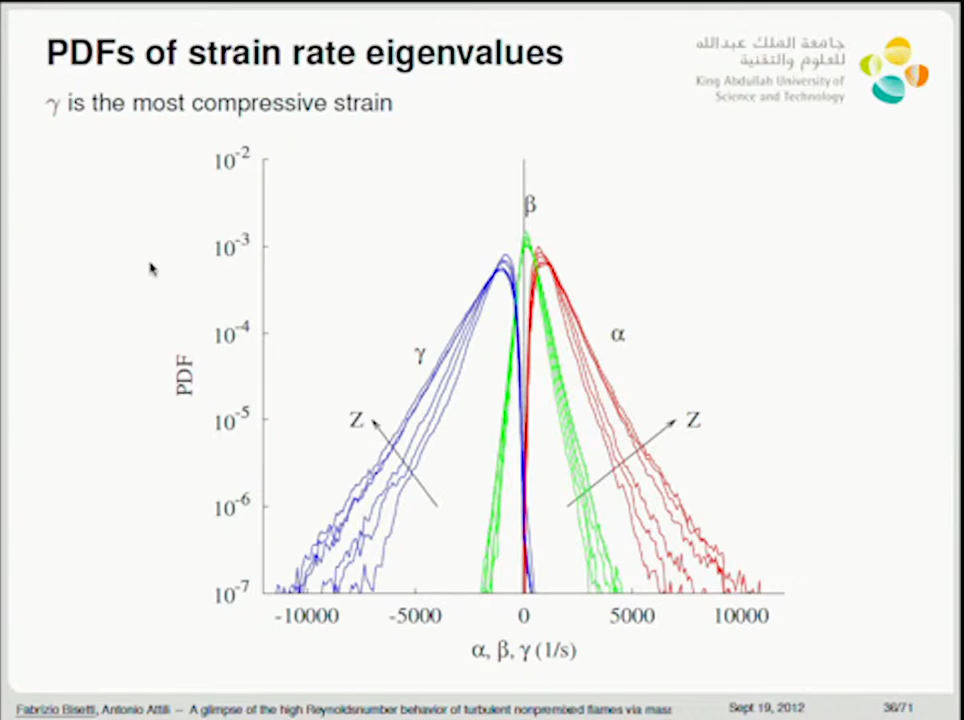 PDFs of strain rate eigenvalues
γ is the most compressive strain
جامعة الملك عبدالله
للعلوم والتقنية
King Abdullah University of
Science and Technology
10-2
10-3
10-4
10-5
10-6
10-7
PDF
β
γ
α
Z
Z
-10000 -5000 0 5000 10000
α, β, γ (1/s)
Fabrizio Bisetti, Antonio Attili – A glimpse of the high Reynoldsnumber behavior of turbulent nonpremixed flames via mass Sept 19, 2012 36/71